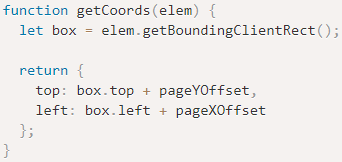 function getCoords(elem) {
  let box = elem.getBoundingClientRect();

  return {
    top: box.top + pageYOffset,
    left: box.left + pageXOffset
  };
}